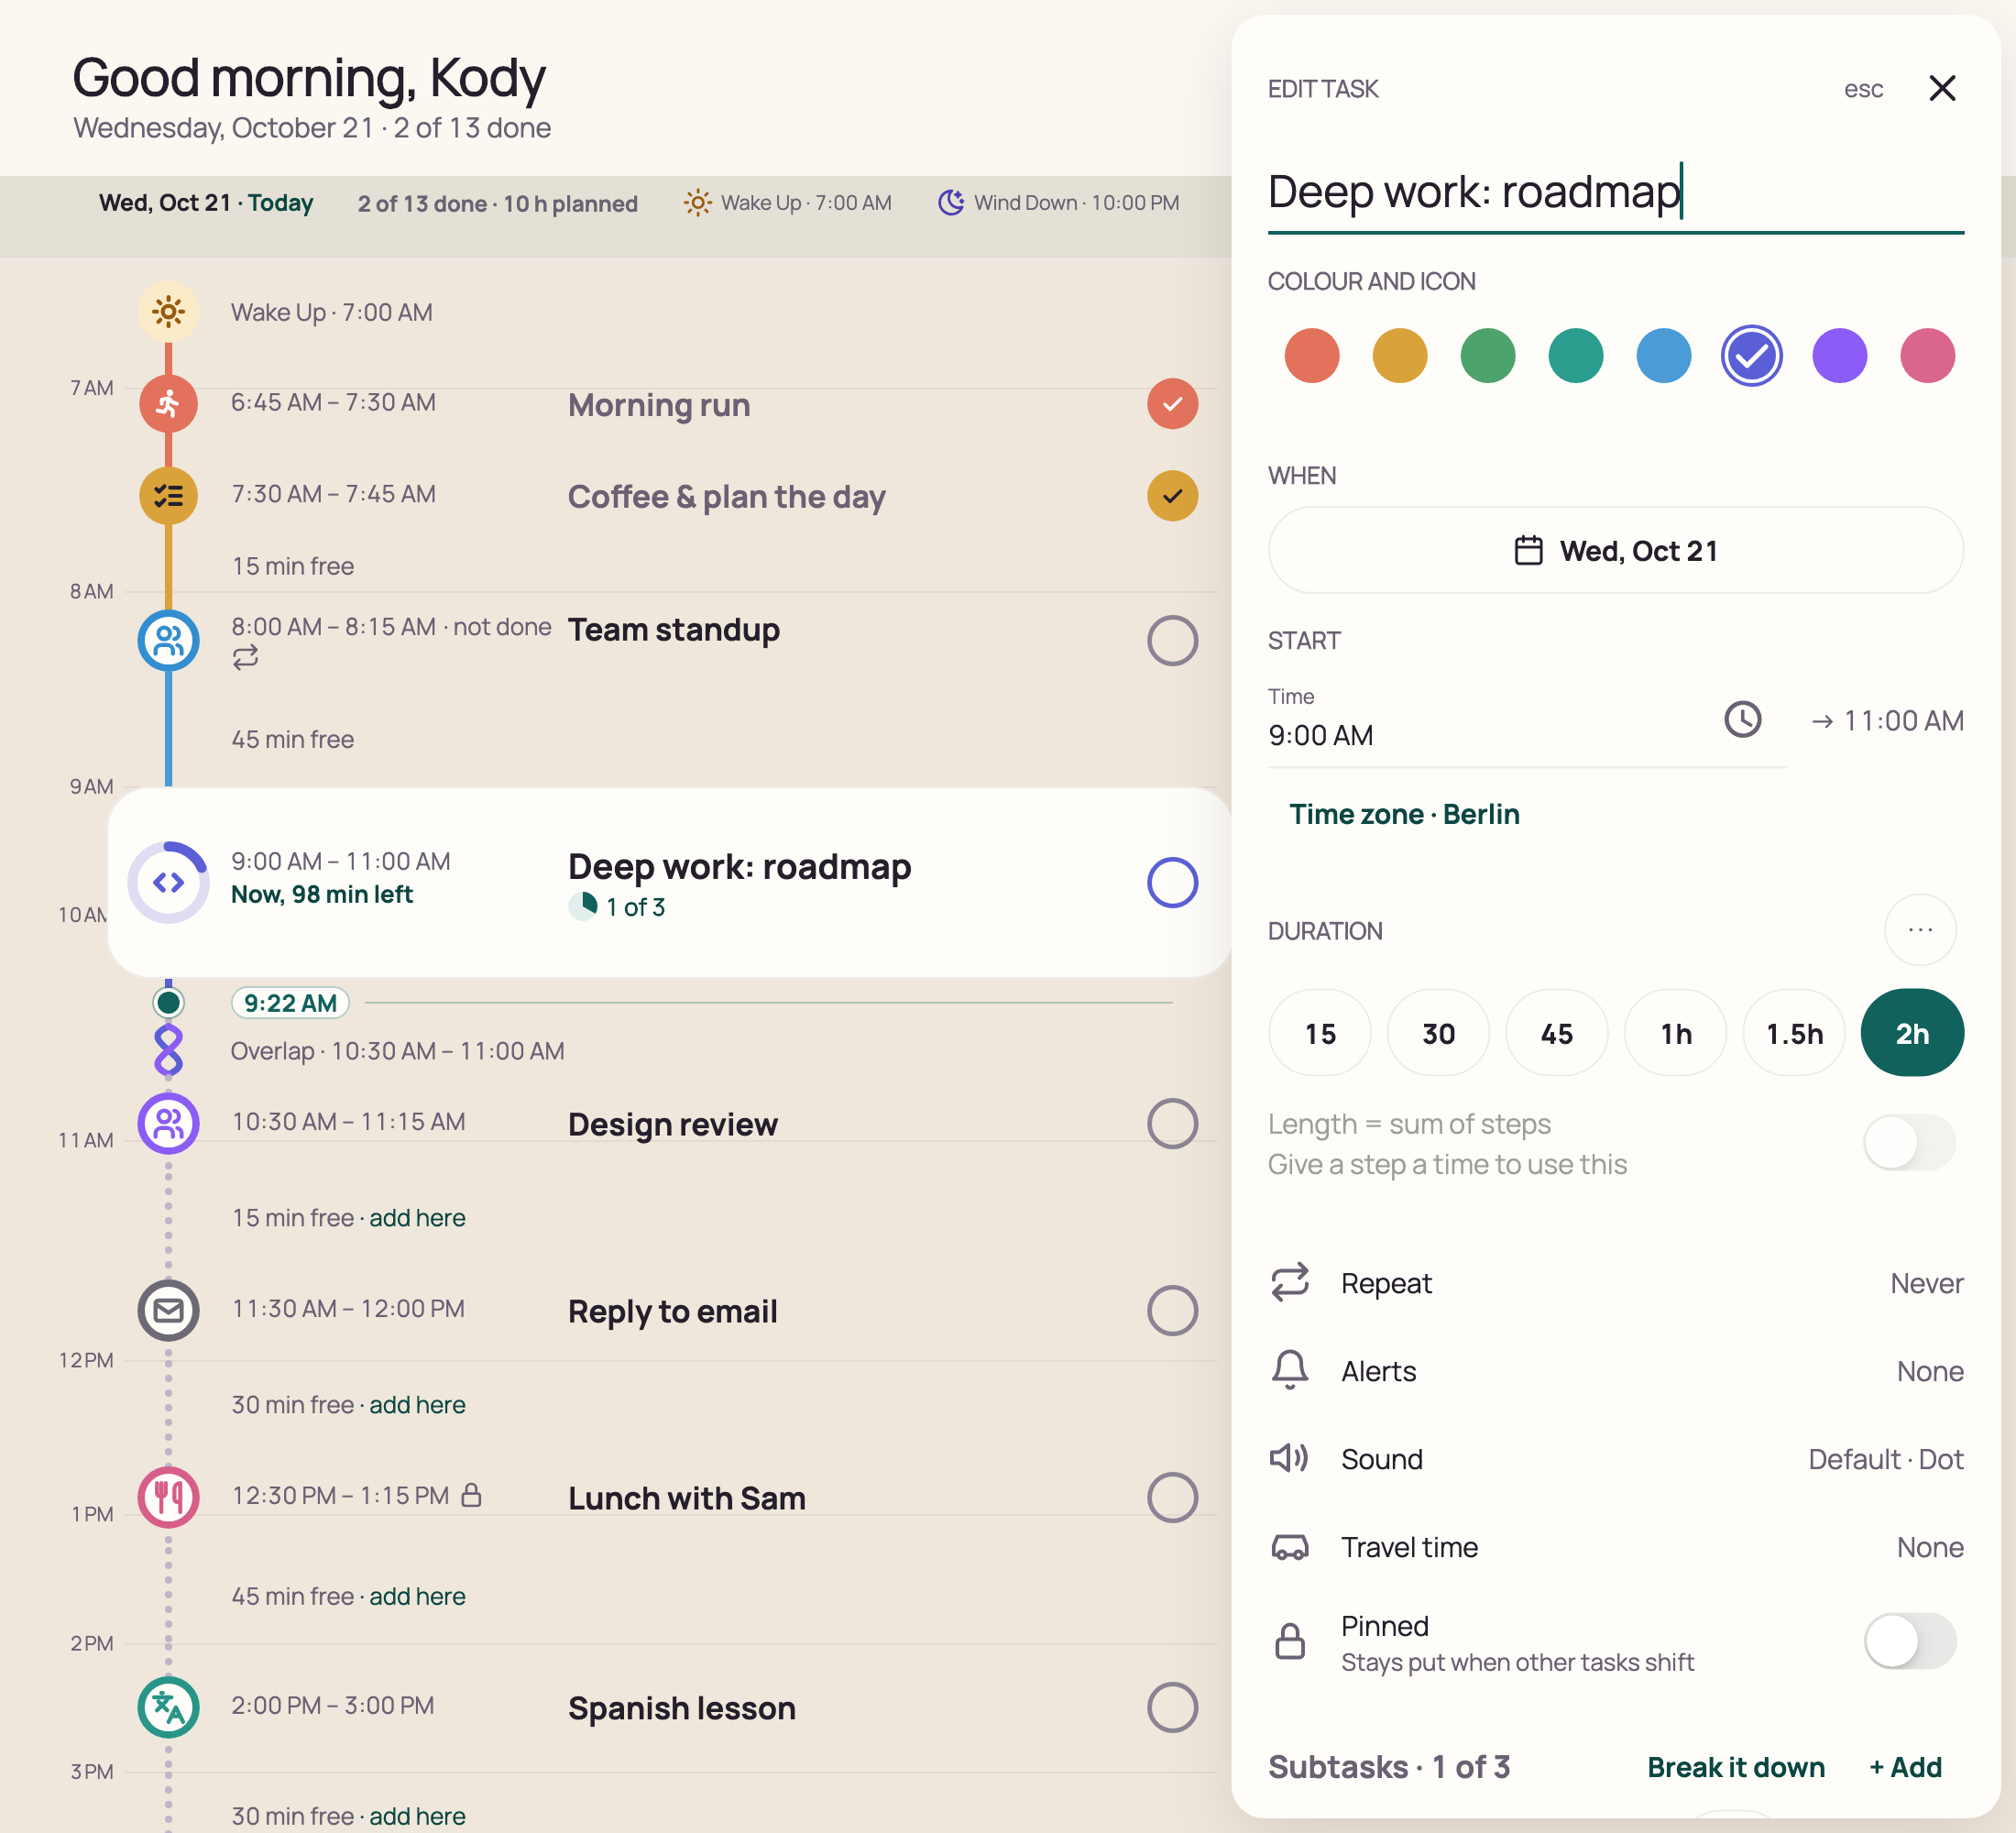 Good morning, Kody
Wednesday, October 21 · 2 of 13 done
Wed, Oct 21 · Today
2 of 13 done · 10 h planned
Wake Up · 7:00 AM
Wind Down · 10:00 PM
Wake Up · 7:00 AM
7 AM
6:45 AM – 7:30 AM
Morning run
7:30 AM – 7:45 AM
Coffee & plan the day
15 min free
8 AM
8:00 AM – 8:15 AM · not done
Team standup
45 min free
9 AM
9:00 AM – 11:00 AM
Deep work: roadmap
Now, 98 min left
1 of 3
10 AM
9:22 AM
Overlap · 10:30 AM – 11:00 AM
10:30 AM – 11:15 AM
Design review
11 AM
15 min free · add here
11:30 AM – 12:00 PM
Reply to email
12 PM
30 min free · add here
12:30 PM – 1:15 PM
Lunch with Sam
1 PM
45 min free · add here
2 PM
2:00 PM – 3:00 PM
Spanish lesson
3 PM
30 min free · add here
EDIT TASK
esc
Deep work: roadmap
COLOUR AND ICON
WHEN
Wed, Oct 21
START
Time
9:00 AM
→ 11:00 AM
Time zone · Berlin
DURATION
···
15
30
45
1h
1.5h
2h
Length = sum of steps
Give a step a time to use this
Repeat
Never
Alerts
None
Sound
Default · Dot
Travel time
None
Pinned
Stays put when other tasks shift
Subtasks · 1 of 3
Break it down
+ Add